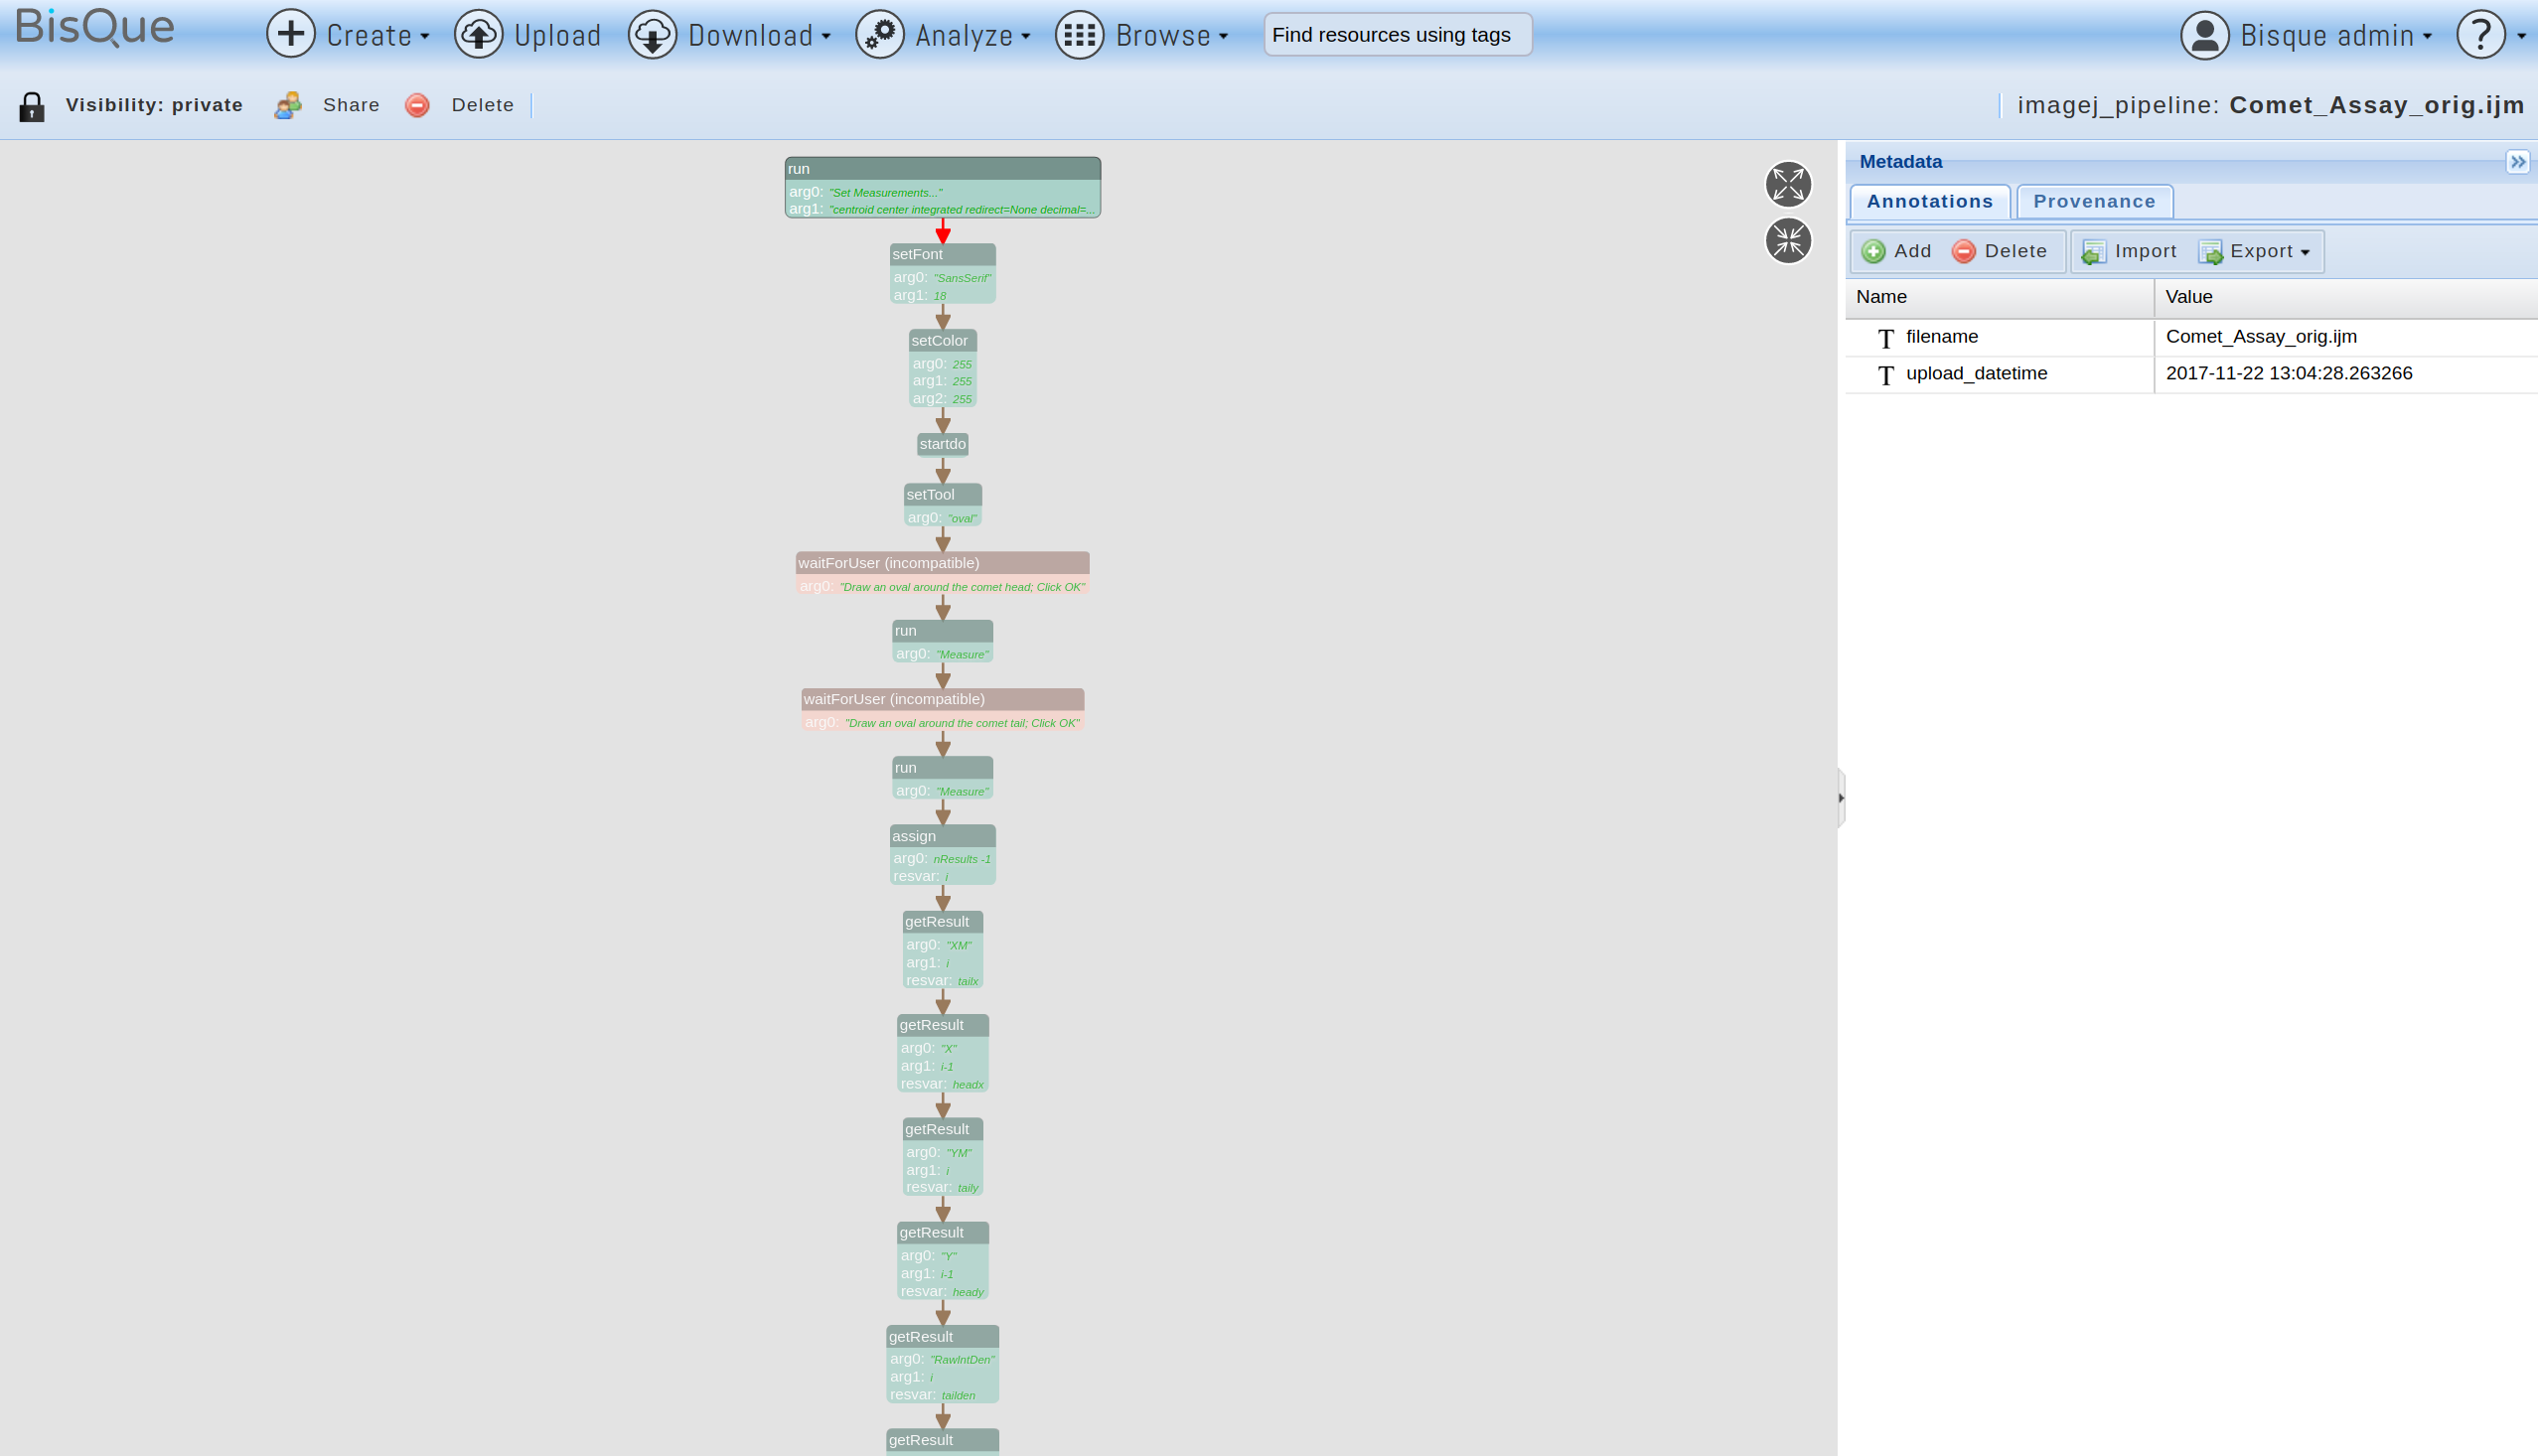 BisQue
Create
Upload
Download
Analyze
Browse
Find resources using tags
Bisque admin
?
Visibility: private
Share
Delete
imagej_pipeline: Comet_Assay_orig.ijm
run
arg0: "Set Measurements..."
arg1: "centroid center integrated redirect=None decimal=...
setFont
arg0: "SansSerif"
arg1: 18
setColor
arg0: 255
arg1: 255
arg2: 255
startdo
setTool
arg0: "oval"
waitForUser (incompatible)
arg0: "Draw an oval around the comet head; Click OK"
run
arg0: "Measure"
waitForUser (incompatible)
arg0: "Draw an oval around the comet tail; Click OK"
run
arg0: "Measure"
assign
arg0: nResults -1
resvar: i
getResult
arg0: "XM"
arg1: i
resvar: tailx
getResult
arg0: "X"
arg1: i-1
resvar: headx
getResult
arg0: "YM"
arg1: i
resvar: taily
getResult
arg0: "Y"
arg1: i-1
resvar: heady
getResult
arg0: "RawIntDen"
arg1: i
resvar: tailden
getResult
Metadata
Annotations
Provenance
Add
Delete
Import
Export
Name Value
T filename Comet_Assay_orig.ijm
T upload_datetime 2017-11-22 13:04:28.263266